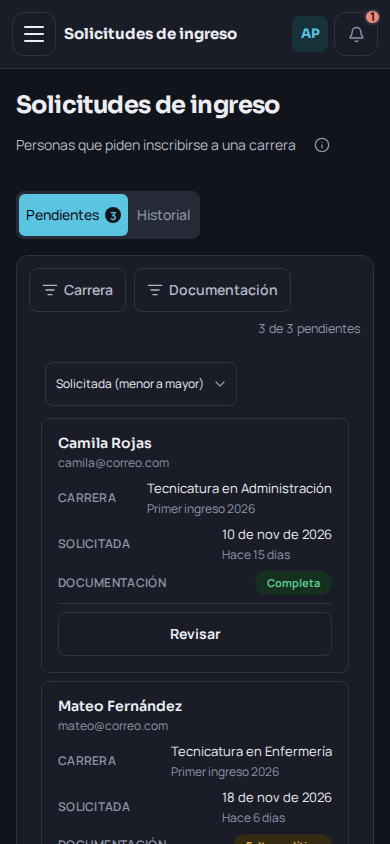 Solicitudes de ingreso
AP
1
Solicitudes de ingreso
Personas que piden inscribirse a una carrera
Pendientes 3
Historial
Carrera
Documentación
3 de 3 pendientes
Solicitada (menor a mayor)
Camila Rojas
camila@correo.com
CARRERA
Tecnicatura en Administración
Primer ingreso 2026
SOLICITADA
10 de nov de 2026
Hace 15 días
DOCUMENTACIÓN
Completa
Revisar
Mateo Fernández
mateo@correo.com
CARRERA
Tecnicatura en Enfermería
Primer ingreso 2026
SOLICITADA
18 de nov de 2026
Hace 6 días
DOCUMENTACIÓN